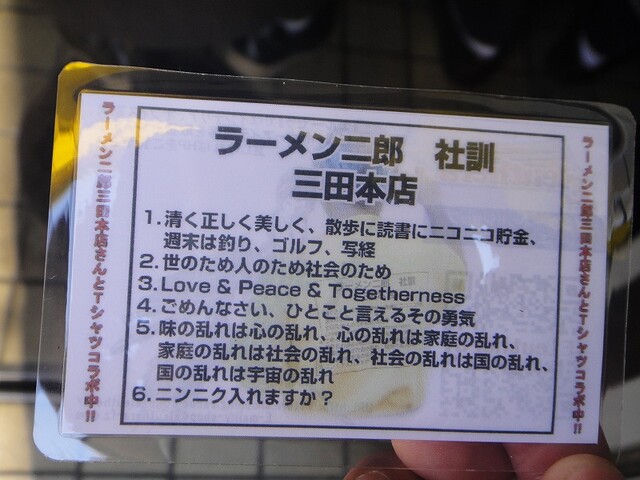 ラーメン二郎 社訓
三田本店
1.清く正しく美しく、散歩に読書にニコニコ貯金、
週末は釣り、ゴルフ、写経
2.世のため人のため社会のため
3.Love & Peace & Togetherness
4.ごめんなさい、ひとこと言えるその勇気
5.味の乱れは心の乱れ、心の乱れは家庭の乱れ、
家庭の乱れは社会の乱れ、社会の乱れは国の乱れ、
国の乱れは宇宙の乱れ
6.ニンニク入れますか？
ラーメン二郎三田本店さんとTシャツコラボ中!!
ラーメン二郎三田本店さんとTシャツコラボ中!!